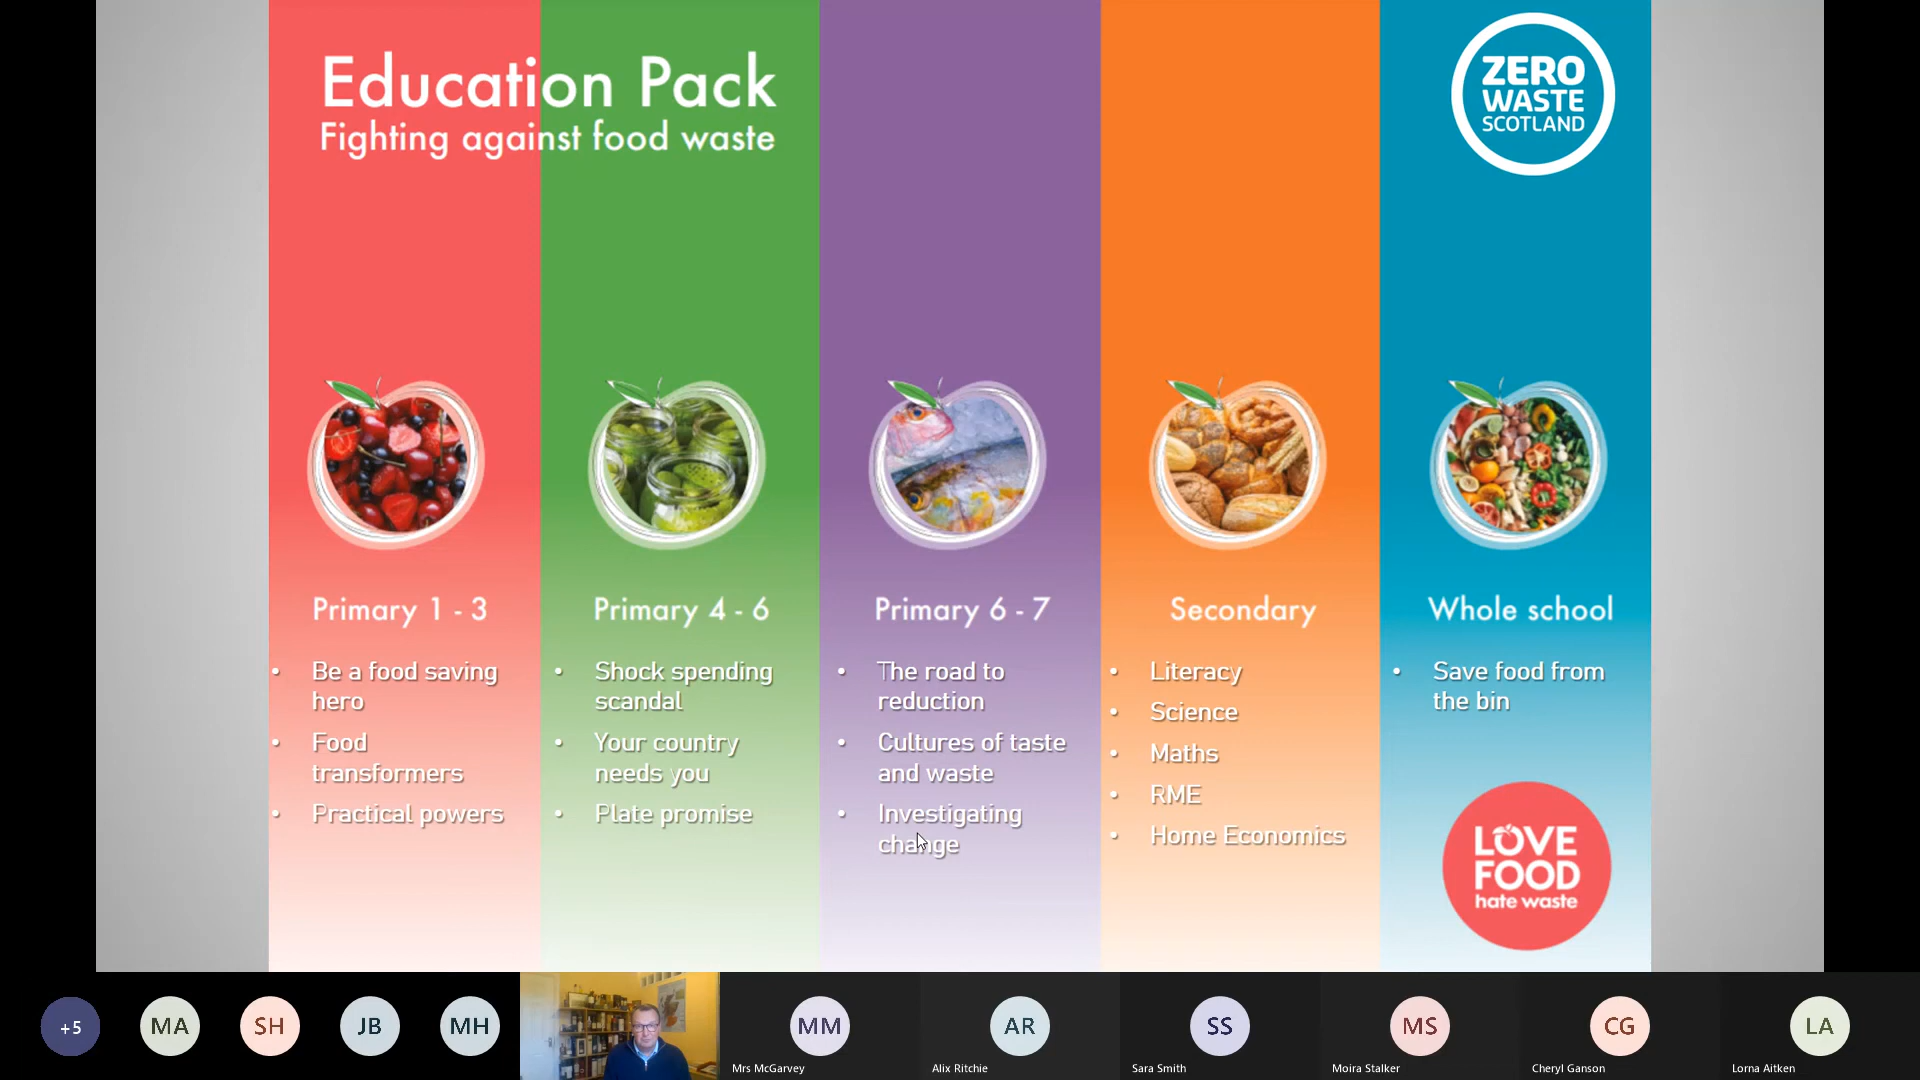 Education Pack
Fighting against food waste
ZERO
WASTE
SCOTLAND
Primary 1 - 3
• Be a food saving
hero
• Food
transformers
• Practical powers
Primary 4 - 6
• Shock spending
scandal
• Your country
needs you
• Plate promise
Primary 6 - 7
• The road to
reduction
• Cultures of taste
and waste
• Investigating
change
Secondary
• Literacy
• Science
• Maths
• RME
• Home Economics
Whole school
• Save food from
the bin
LOVE
FOOD
hate waste
+5
MA
SH
JB
MH
MM
Mrs McGarvey
AR
Alix Ritchie
SS
Sara Smith
MS
Moira Stalker
CG
Cheryl Ganson
LA
Lorna Aitken